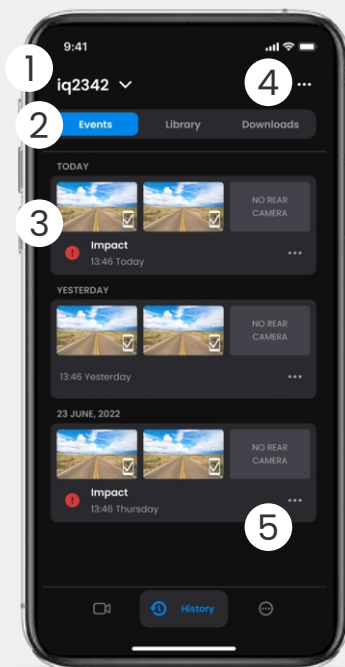 1
9:41
iq2342
4
2
Events
Library
Downloads
TODAY
3
NO REAR
CAMERA
Impact
13:46 Today
YESTERDAY
NO REAR
CAMERA
13:46 Yesterday
23 JUNE, 2022
NO REAR
CAMERA
Impact
13:46 Thursday
5
History